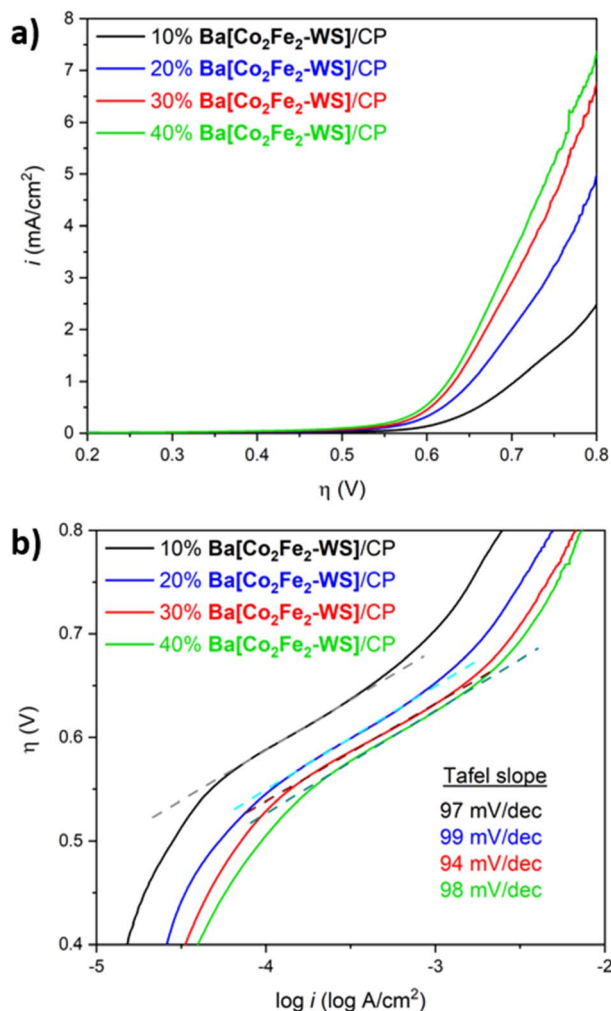 a)
10% Ba[Co₂Fe₂-WS]/CP
20% Ba[Co₂Fe₂-WS]/CP
30% Ba[Co₂Fe₂-WS]/CP
40% Ba[Co₂Fe₂-WS]/CP
8
7
6
5
4
3
2
1
0
i (mA/cm²)
0.2 0.3 0.4 0.5 0.6 0.7 0.8
η (V)
b)
10% Ba[Co₂Fe₂-WS]/CP
20% Ba[Co₂Fe₂-WS]/CP
30% Ba[Co₂Fe₂-WS]/CP
40% Ba[Co₂Fe₂-WS]/CP
0.8
0.7
0.6
0.5
0.4
η (V)
Tafel slope
97 mV/dec
99 mV/dec
94 mV/dec
98 mV/dec
-5 -4 -3 -2
log i (log A/cm²)